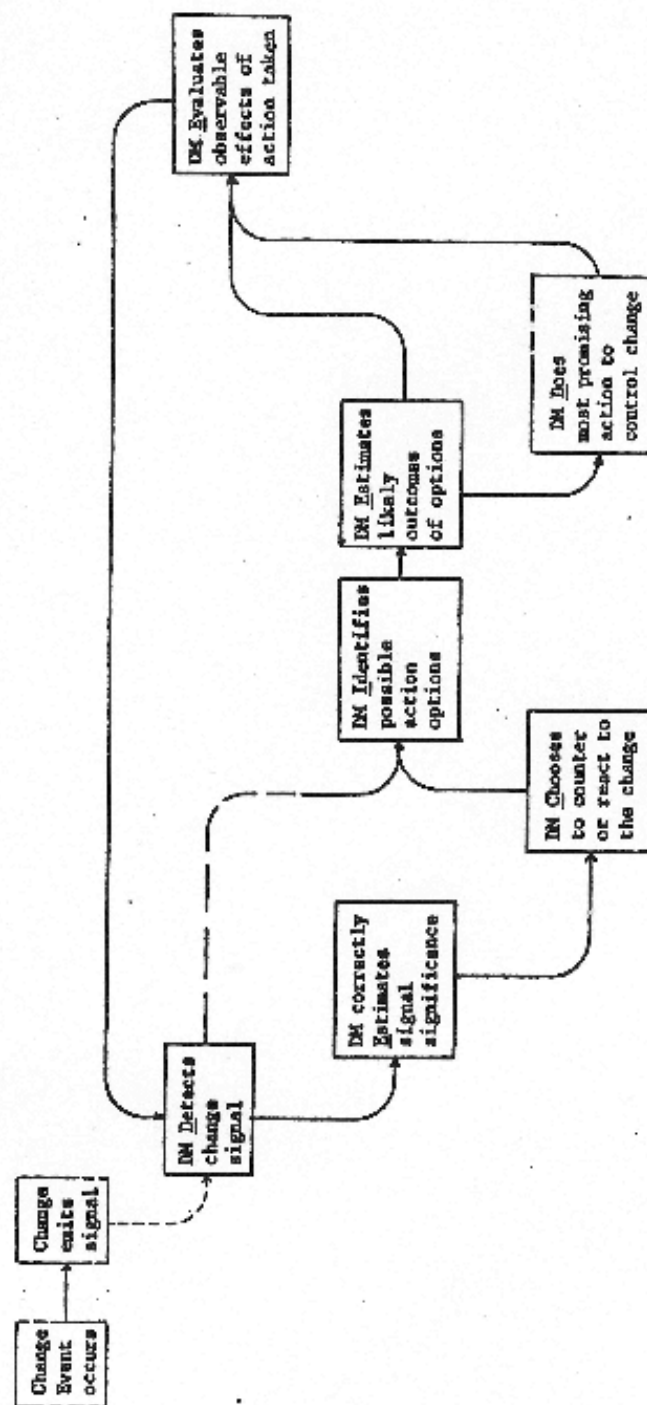 Change
Event
occurs
Change
emits
signal
DM Detects
change
signal
DM correctly
Estimates
signal
significance
DM Chooses
to counter
or react to
the change
DM Identifies
possible
action
options
DM Estimates
likely
outcomes
of options
DM Does
most promising
action to
control change
DM Evaluates
observable
effects of
action taken